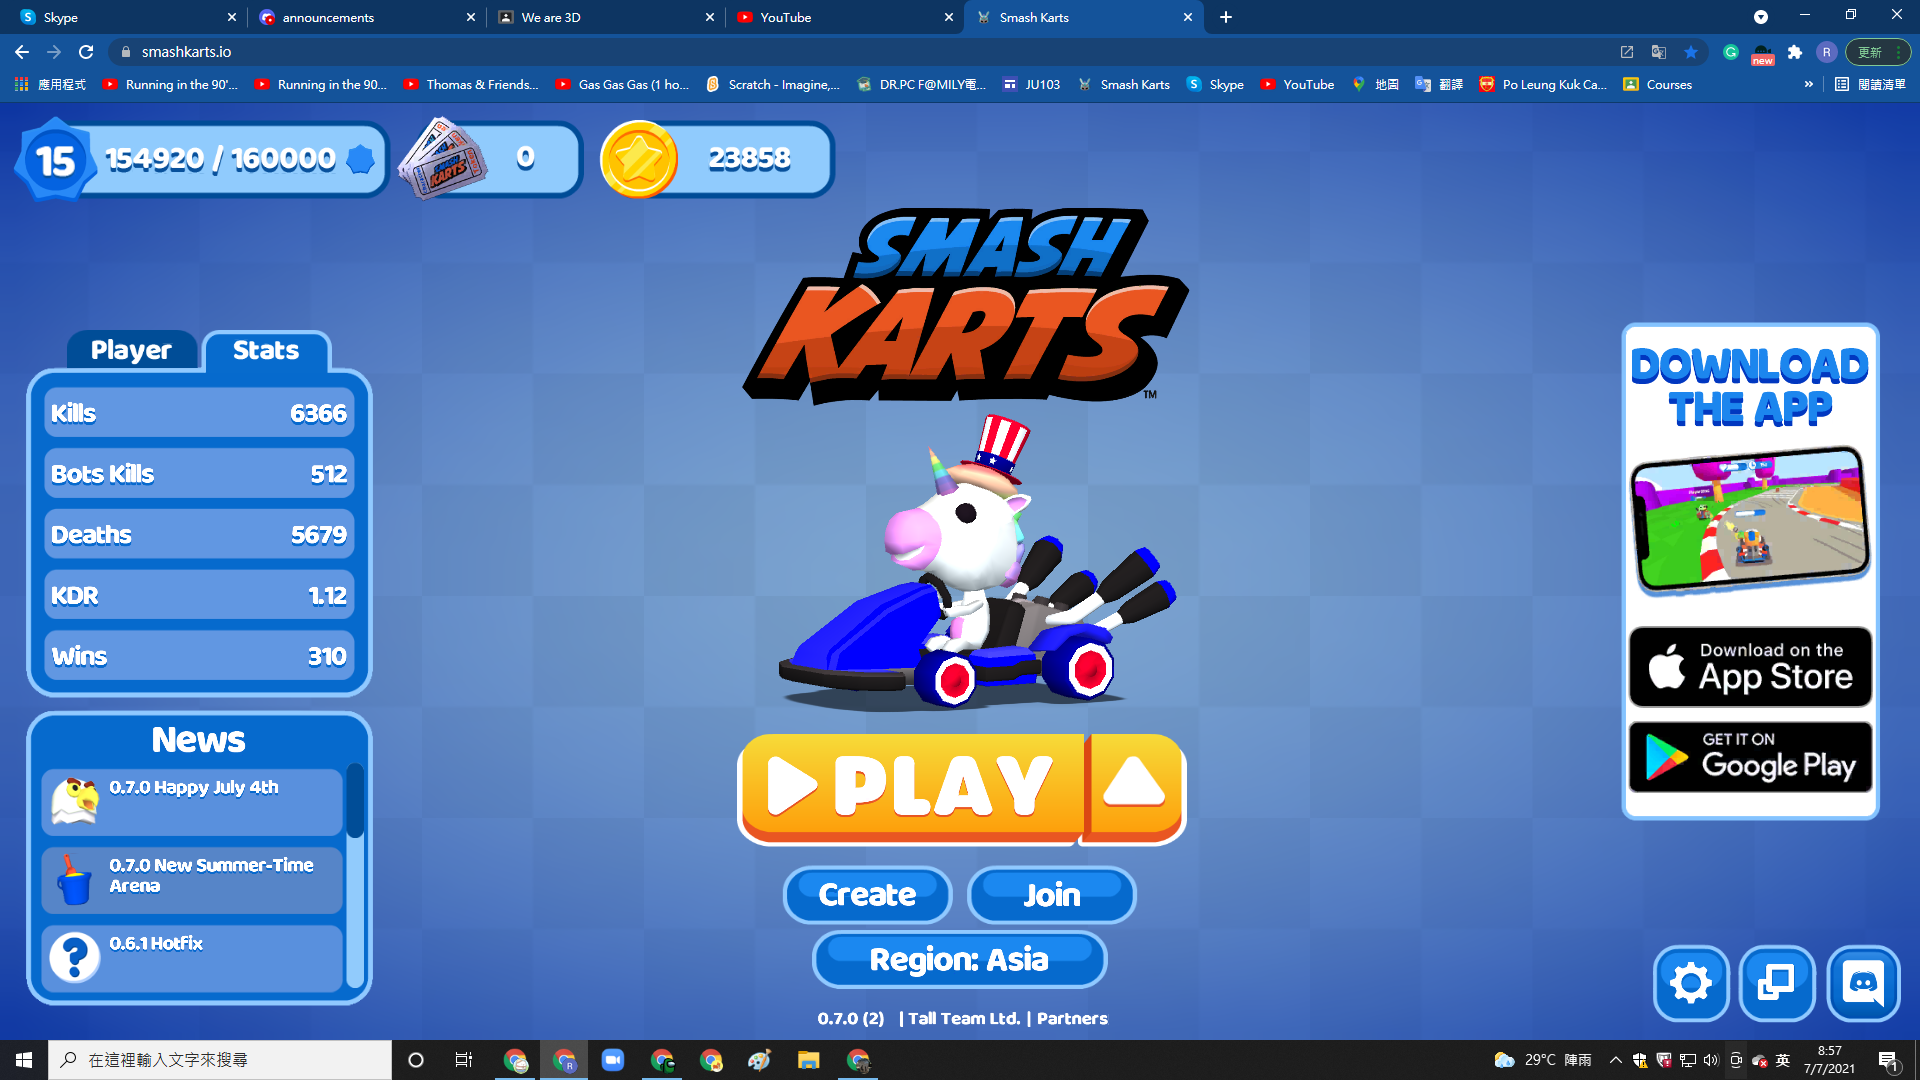 Skype
announcements
We are 3D
YouTube
Smash Karts
smashkarts.io
new
R
更新
應用程式
Running in the 90'...
Running in the 90...
Thomas & Friends...
Gas Gas Gas (1 ho...
Scratch - Imagine,...
DR.PC F@MILY電...
JU103
Smash Karts
Skype
YouTube
地圖
翻譯
Po Leung Kuk Ca...
Courses
»
閱讀清單
15
154920 / 160000
SMASH
KARTS
0
23858
SMASH
KARTS
TM
Player
Stats
Kills 6366
Bots Kills 512
Deaths 5679
KDR 1.12
Wins 310
News
0.7.0 Happy July 4th
0.7.0 New Summer-Time
Arena
0.6.1 Hotfix
DOWNLOAD
THE APP
Download on the
App Store
GET IT ON
Google Play
PLAY
Create
Join
Region: Asia
0.7.0 (2) | Tall Team Ltd. | Partners
在這裡輸入文字來搜尋
29°C 陣雨
英
8:57
7/7/2021
1